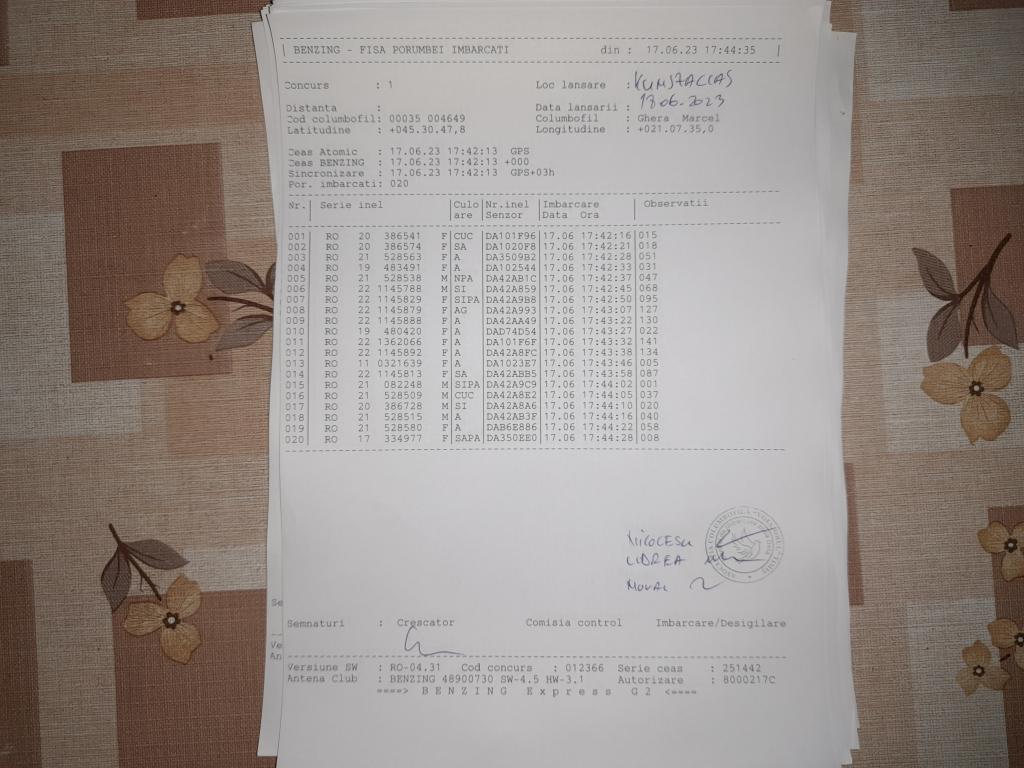 BENZING - FISA PORUMBEI IMBARCATI din : 17.06.23 17:44:35
Concurs : 1 Loc lansare : KUNSTACLAS
Distanta : Data lansarii : 18.06.2023
Cod columbofil: 00035 004649 Columbofil : Ghera Marcel
Latitudine : +045.30.47,8 Longitudine : +021.07.35,0
Ceas Atomic : 17.06.23 17:42:13 GPS
Ceas BENZING : 17.06.23 17:42:13 +000
Sincronizare : 17.06.23 17:42:13 GPS+03h
Por. imbarcati: 020
Nr. Serie inel Culo Nr.inel Imbarcare Observatii
are Senzor Data Ora
001 RO 20 386541 F CUC DA101F96 17.06 17:42:16 015
002 RO 20 386574 F SA DA1020F8 17.06 17:42:21 018
003 RO 21 528563 F A DA3509B2 17.06 17:42:28 051
004 RO 19 483491 F A DA102544 17.06 17:42:33 031
005 RO 21 528538 M NPA DA42AB1C 17.06 17:42:37 047
006 RO 22 1145788 M SI DA42A859 17.06 17:42:45 068
007 RO 22 1145829 F SIPA DA42A9B8 17.06 17:42:50 095
008 RO 22 1145879 F AG DA42A993 17.06 17:43:07 127
009 RO 22 1145888 F A DA42AA49 17.06 17:43:22 130
010 RO 19 480420 F A DAD74D54 17.06 17:43:27 022
011 RO 22 1362066 F A DA101F6F 17.06 17:43:32 141
012 RO 22 1145892 F A DA42A8FC 17.06 17:43:38 134
013 RO 11 0321639 F A DA1023E7 17.06 17:43:46 005
014 RO 22 1145813 F SA DA42ABB5 17.06 17:43:58 087
015 RO 21 082248 M SIPA DA42A9C9 17.06 17:44:02 001
016 RO 21 528509 M CUC DA42A8E2 17.06 17:44:05 037
017 RO 20 386728 M SI DA42A8A6 17.06 17:44:10 020
018 RO 21 528515 M A DA42AB3F 17.06 17:44:16 040
019 RO 21 528580 F A DAB6E886 17.06 17:44:22 058
020 RO 17 334977 F SAPA DA350EE0 17.06 17:44:28 008
Se
Semnaturi : Crescator Comisia control Imbarcare/Desigilare
Ve
An
Versiune SW : RO-04.31 Cod concurs : 012366 Serie ceas : 251442
Antena Club : BENZING 48900730 SW-4.5 HW-3.1 Autorizare : 8000217C
====> B E N Z I N G E x p r e s s G 2 <====